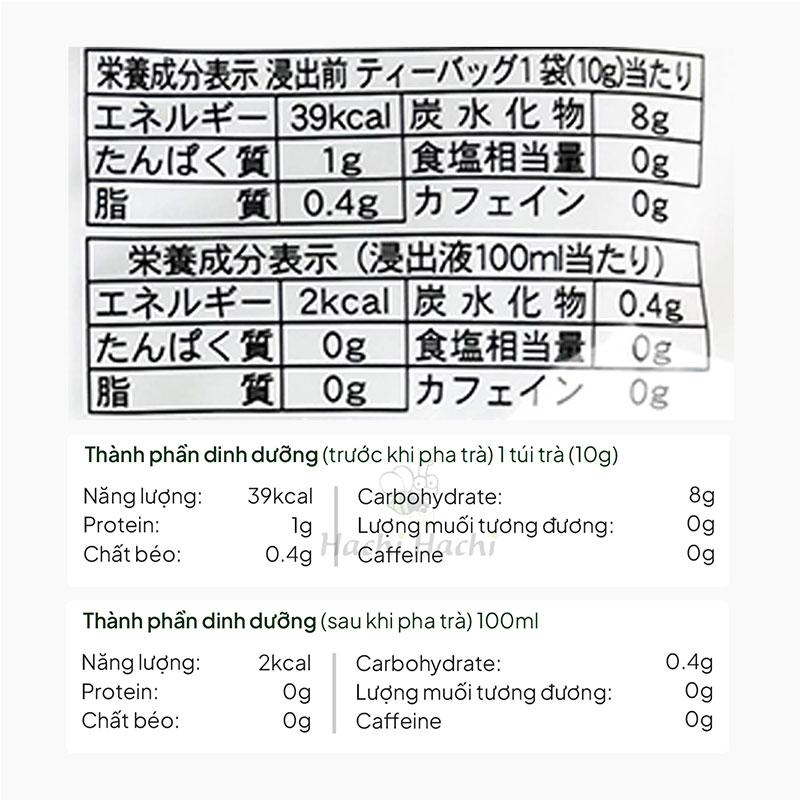 栄養成分表示 浸出前 ティーバッグ1袋(10g)当たり
エネルギー 39kcal 炭水化物 8g
たんぱく質 1g 食塩相当量 0g
脂質 0.4g カフェイン 0g
栄養成分表示（浸出液100ml当たり）
エネルギー 2kcal 炭水化物 0.4g
たんぱく質 0g 食塩相当量 0g
脂質 0g カフェイン 0g
Thành phần dinh dưỡng (trước khi pha trà) 1 túi trà (10g)
Năng lượng: 39kcal Carbohydrate: 8g
Protein: 1g Lượng muối tương đương: 0g
Chất béo: 0.4g Caffeine 0g
Hachi Hachi
Thành phần dinh dưỡng (sau khi pha trà) 100ml
Năng lượng: 2kcal Carbohydrate: 0.4g
Protein: 0g Lượng muối tương đương: 0g
Chất béo: 0g Caffeine 0g